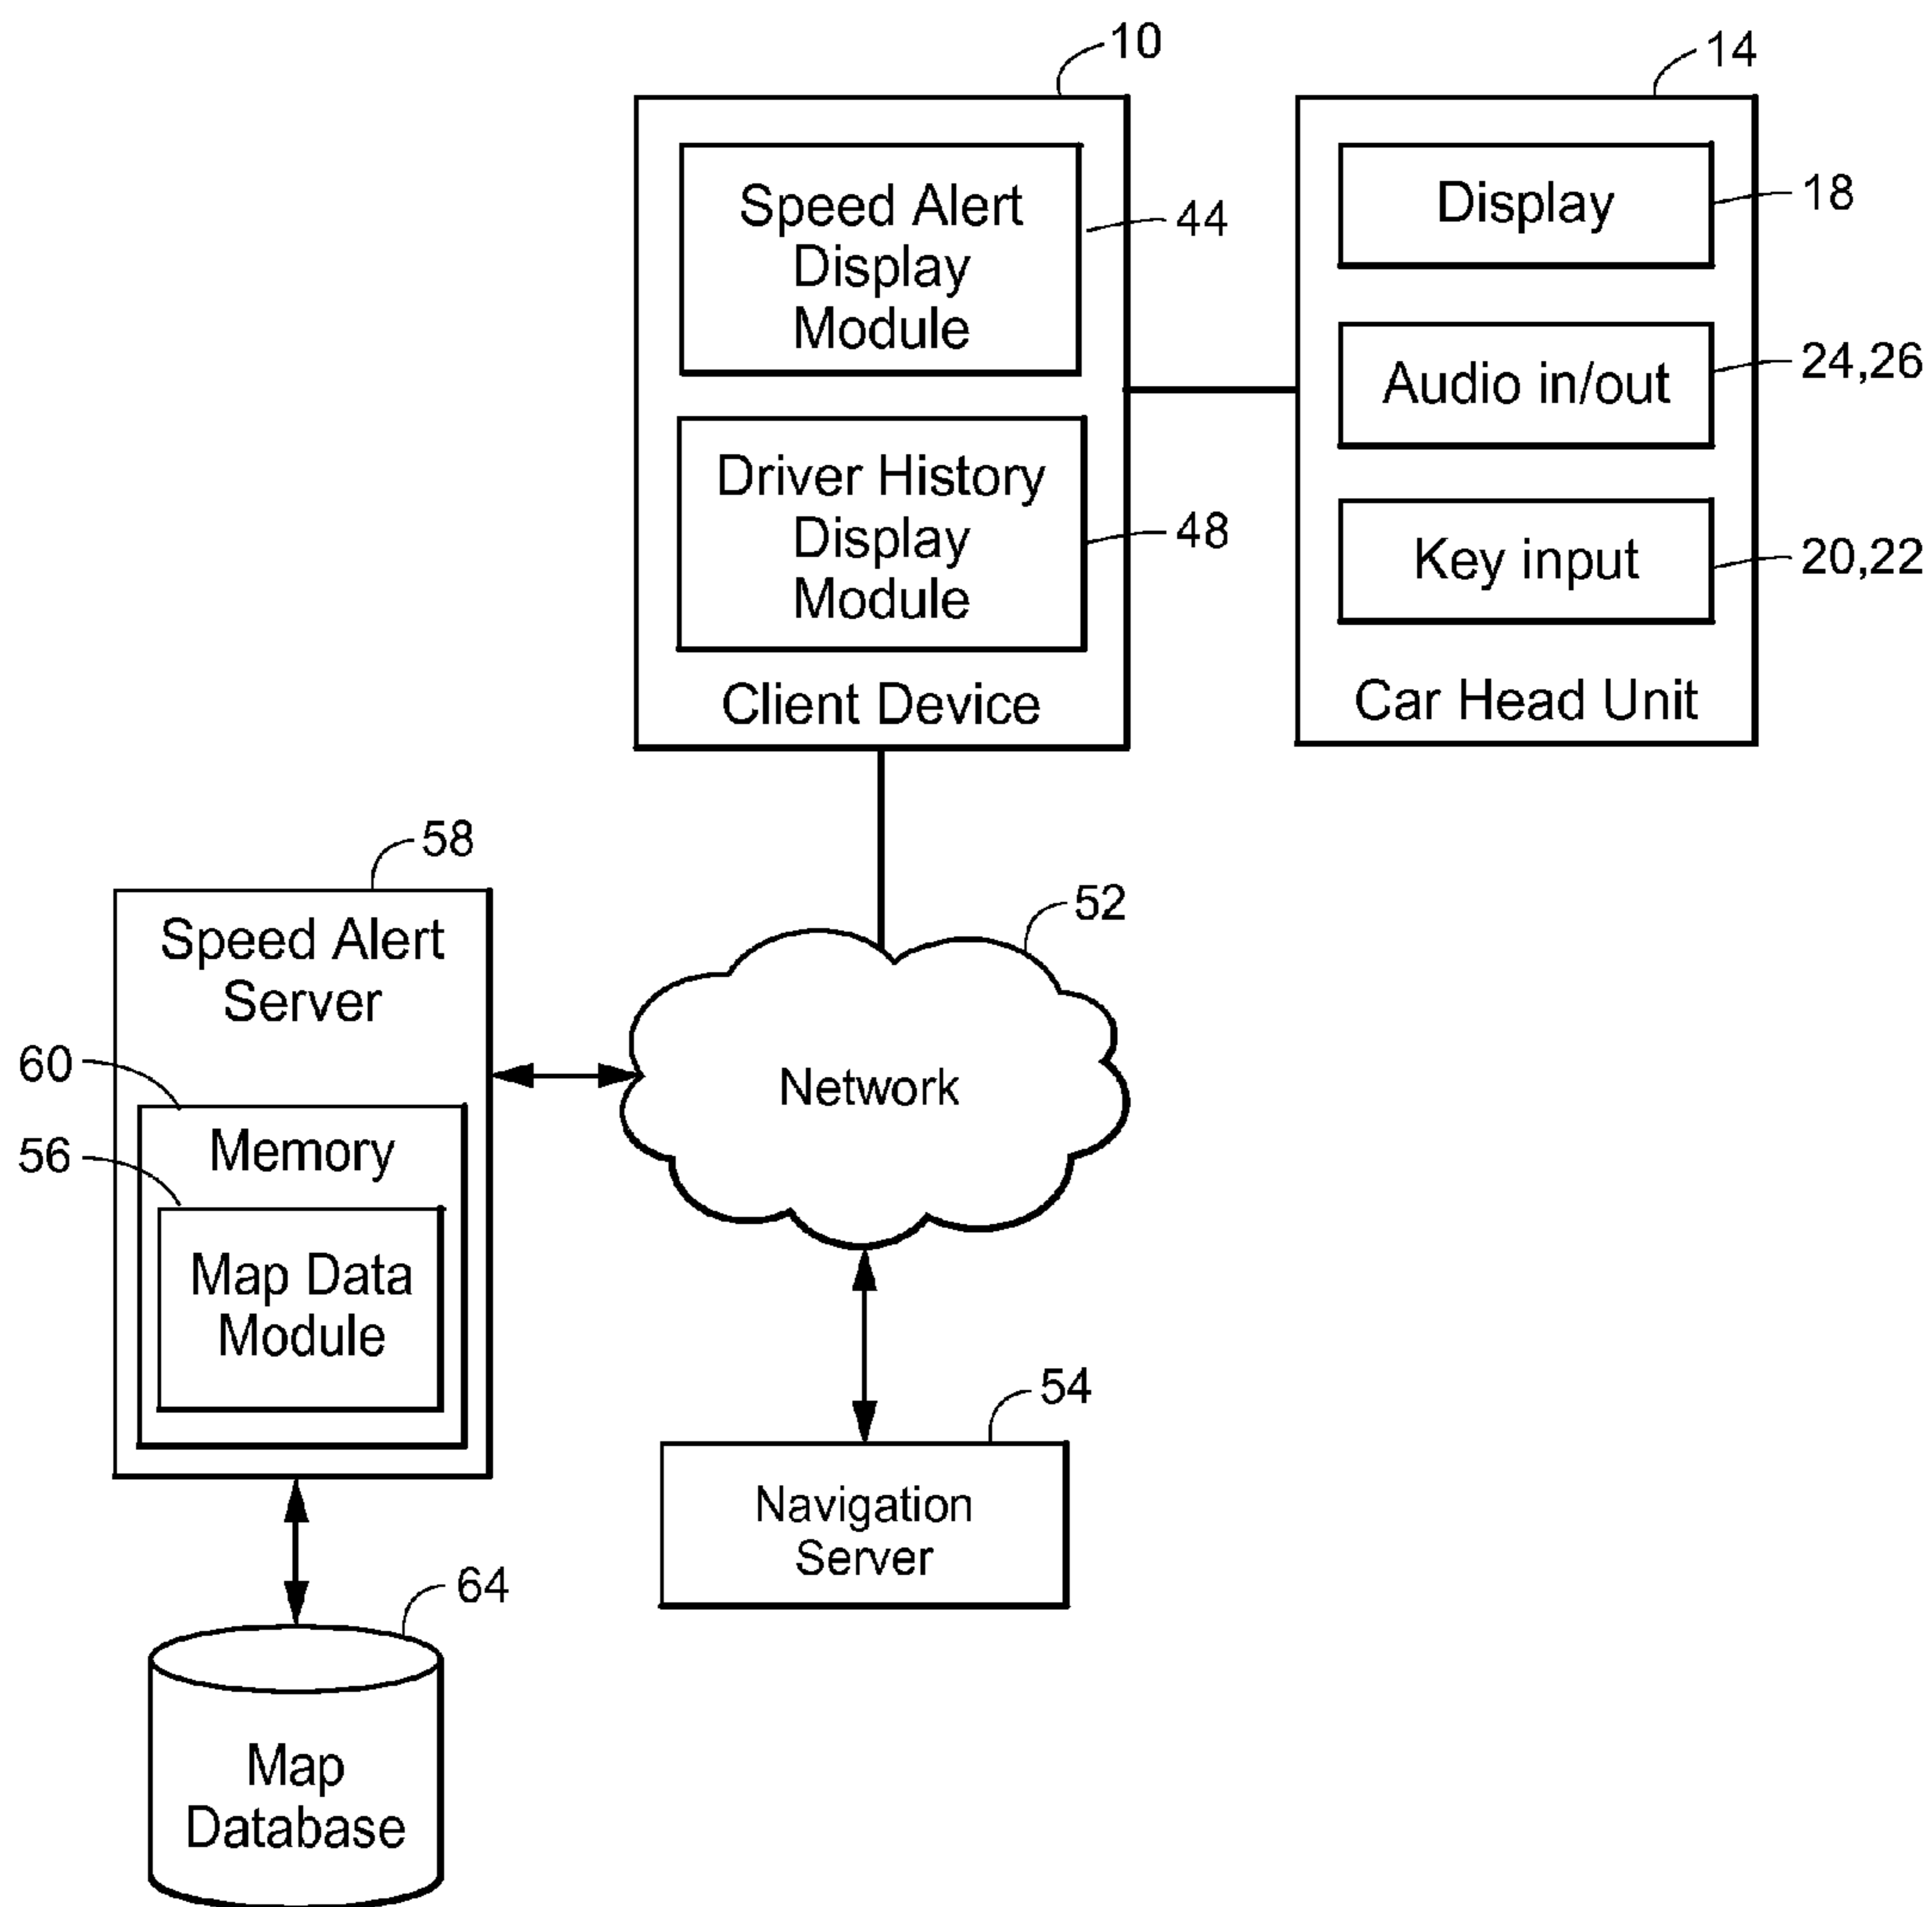 10
14
Speed Alert
Display
Module
44
Driver History
Display
Module
48
Client Device
Display
18
Audio in/out
24,26
Key input
20,22
Car Head Unit
58
Speed Alert
Server
60
Memory
56
Map Data
Module
52
Network
54
Navigation
Server
64
Map
Database